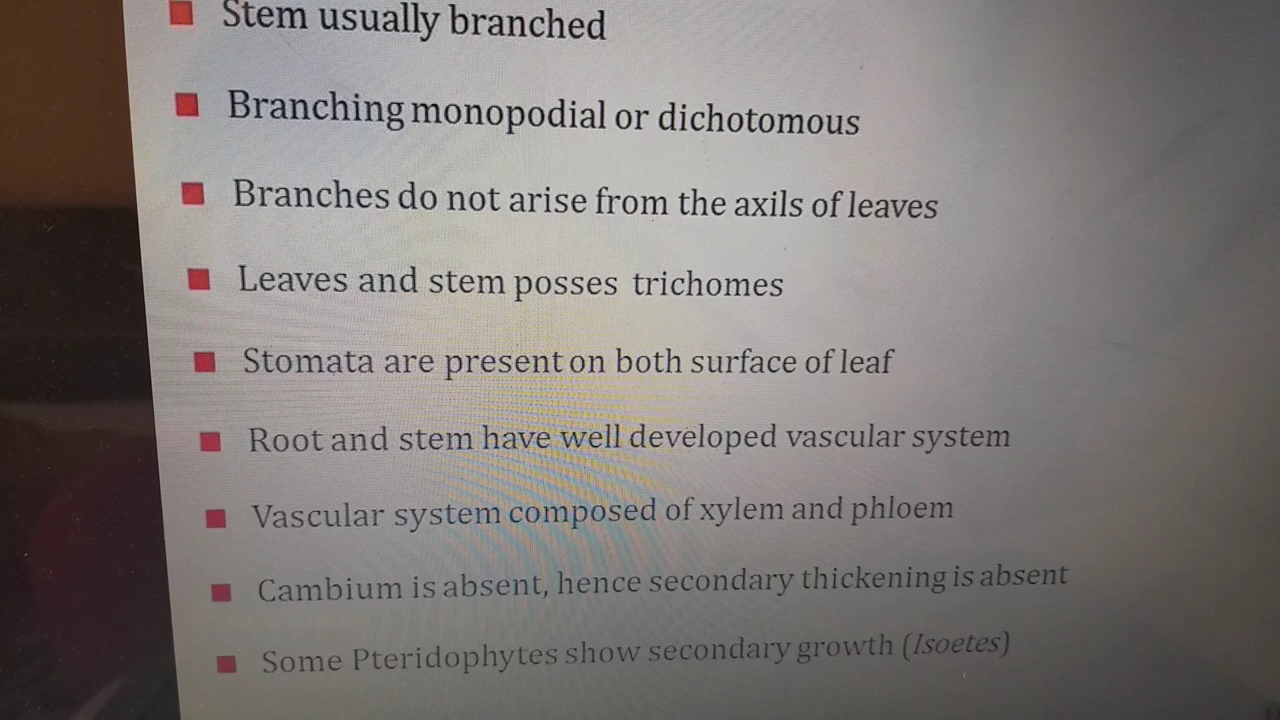 Stem usually branched
Branching monopodial or dichotomous
Branches do not arise from the axils of leaves
Leaves and stem posses trichomes
Stomata are present on both surface of leaf
Root and stem have well developed vascular system
Vascular system composed of xylem and phloem
Cambium is absent, hence secondary thickening is absent
Some Pteridophytes show secondary growth (Isoetes)